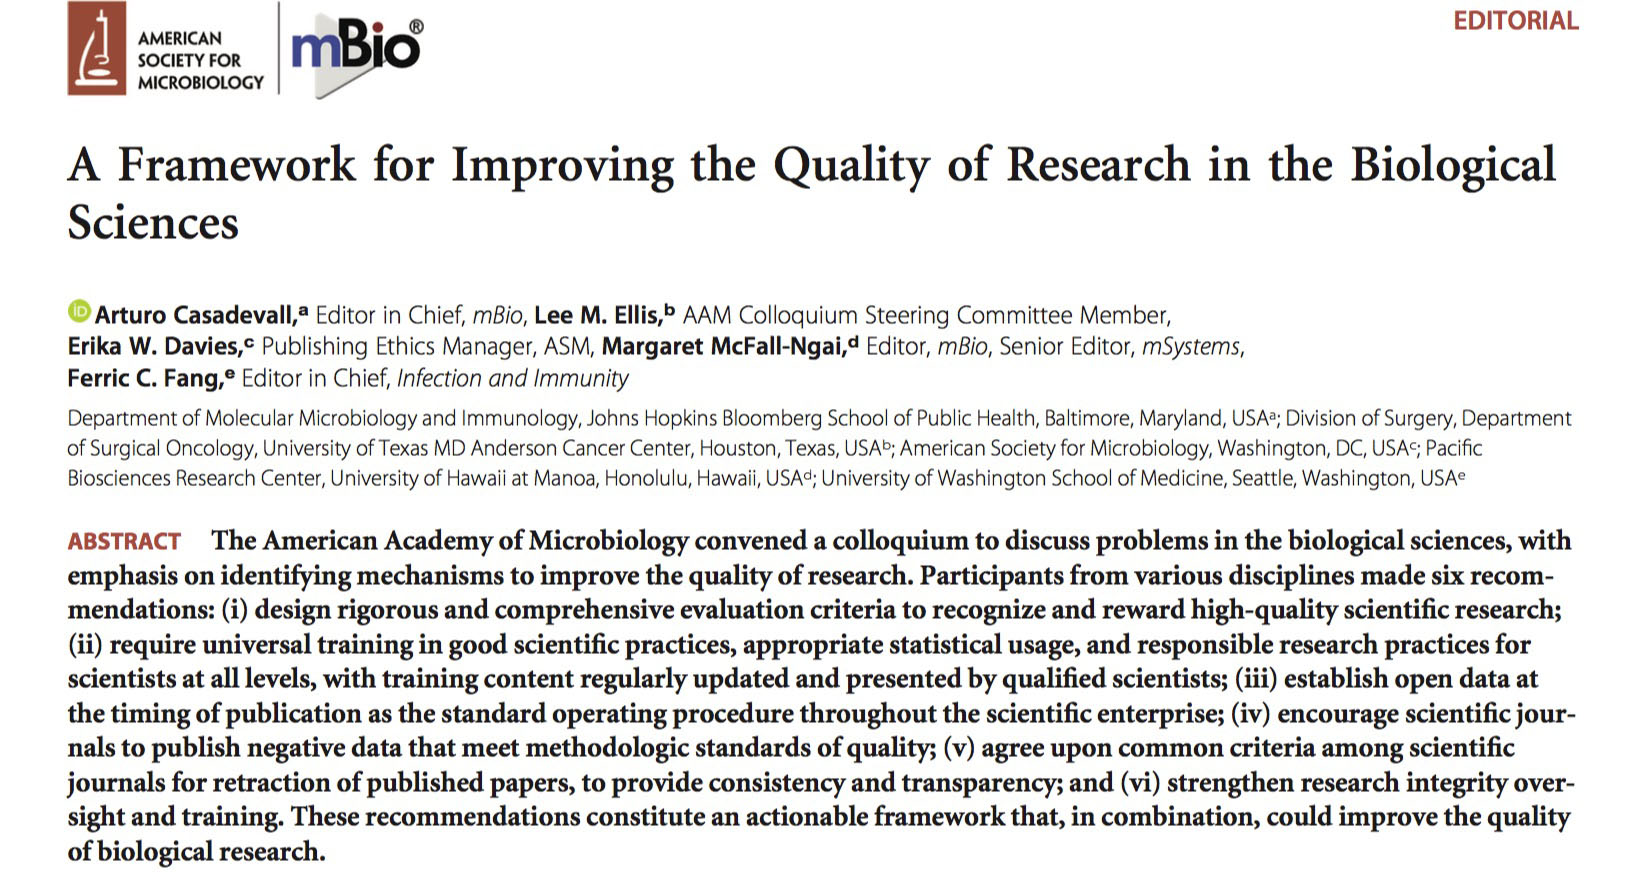 AMERICAN
SOCIETY FOR
MICROBIOLOGY
mBio®
EDITORIAL
A Framework for Improving the Quality of Research in the Biological
Sciences
iD Arturo Casadevall,ᵃ Editor in Chief, mBio, Lee M. Ellis,ᵇ AAM Colloquium Steering Committee Member,
Erika W. Davies,ᶜ Publishing Ethics Manager, ASM, Margaret McFall-Ngai,ᵈ Editor, mBio, Senior Editor, mSystems,
Ferric C. Fang,ᵉ Editor in Chief, Infection and Immunity
Department of Molecular Microbiology and Immunology, Johns Hopkins Bloomberg School of Public Health, Baltimore, Maryland, USAᵃ; Division of Surgery, Department
of Surgical Oncology, University of Texas MD Anderson Cancer Center, Houston, Texas, USAᵇ; American Society for Microbiology, Washington, DC, USAᶜ; Pacific
Biosciences Research Center, University of Hawaii at Manoa, Honolulu, Hawaii, USAᵈ; University of Washington School of Medicine, Seattle, Washington, USAᵉ
ABSTRACT The American Academy of Microbiology convened a colloquium to discuss problems in the biological sciences, with
emphasis on identifying mechanisms to improve the quality of research. Participants from various disciplines made six recom-
mendations: (i) design rigorous and comprehensive evaluation criteria to recognize and reward high-quality scientific research;
(ii) require universal training in good scientific practices, appropriate statistical usage, and responsible research practices for
scientists at all levels, with training content regularly updated and presented by qualified scientists; (iii) establish open data at
the timing of publication as the standard operating procedure throughout the scientific enterprise; (iv) encourage scientific jour-
nals to publish negative data that meet methodologic standards of quality; (v) agree upon common criteria among scientific
journals for retraction of published papers, to provide consistency and transparency; and (vi) strengthen research integrity over-
sight and training. These recommendations constitute an actionable framework that, in combination, could improve the quality
of biological research.